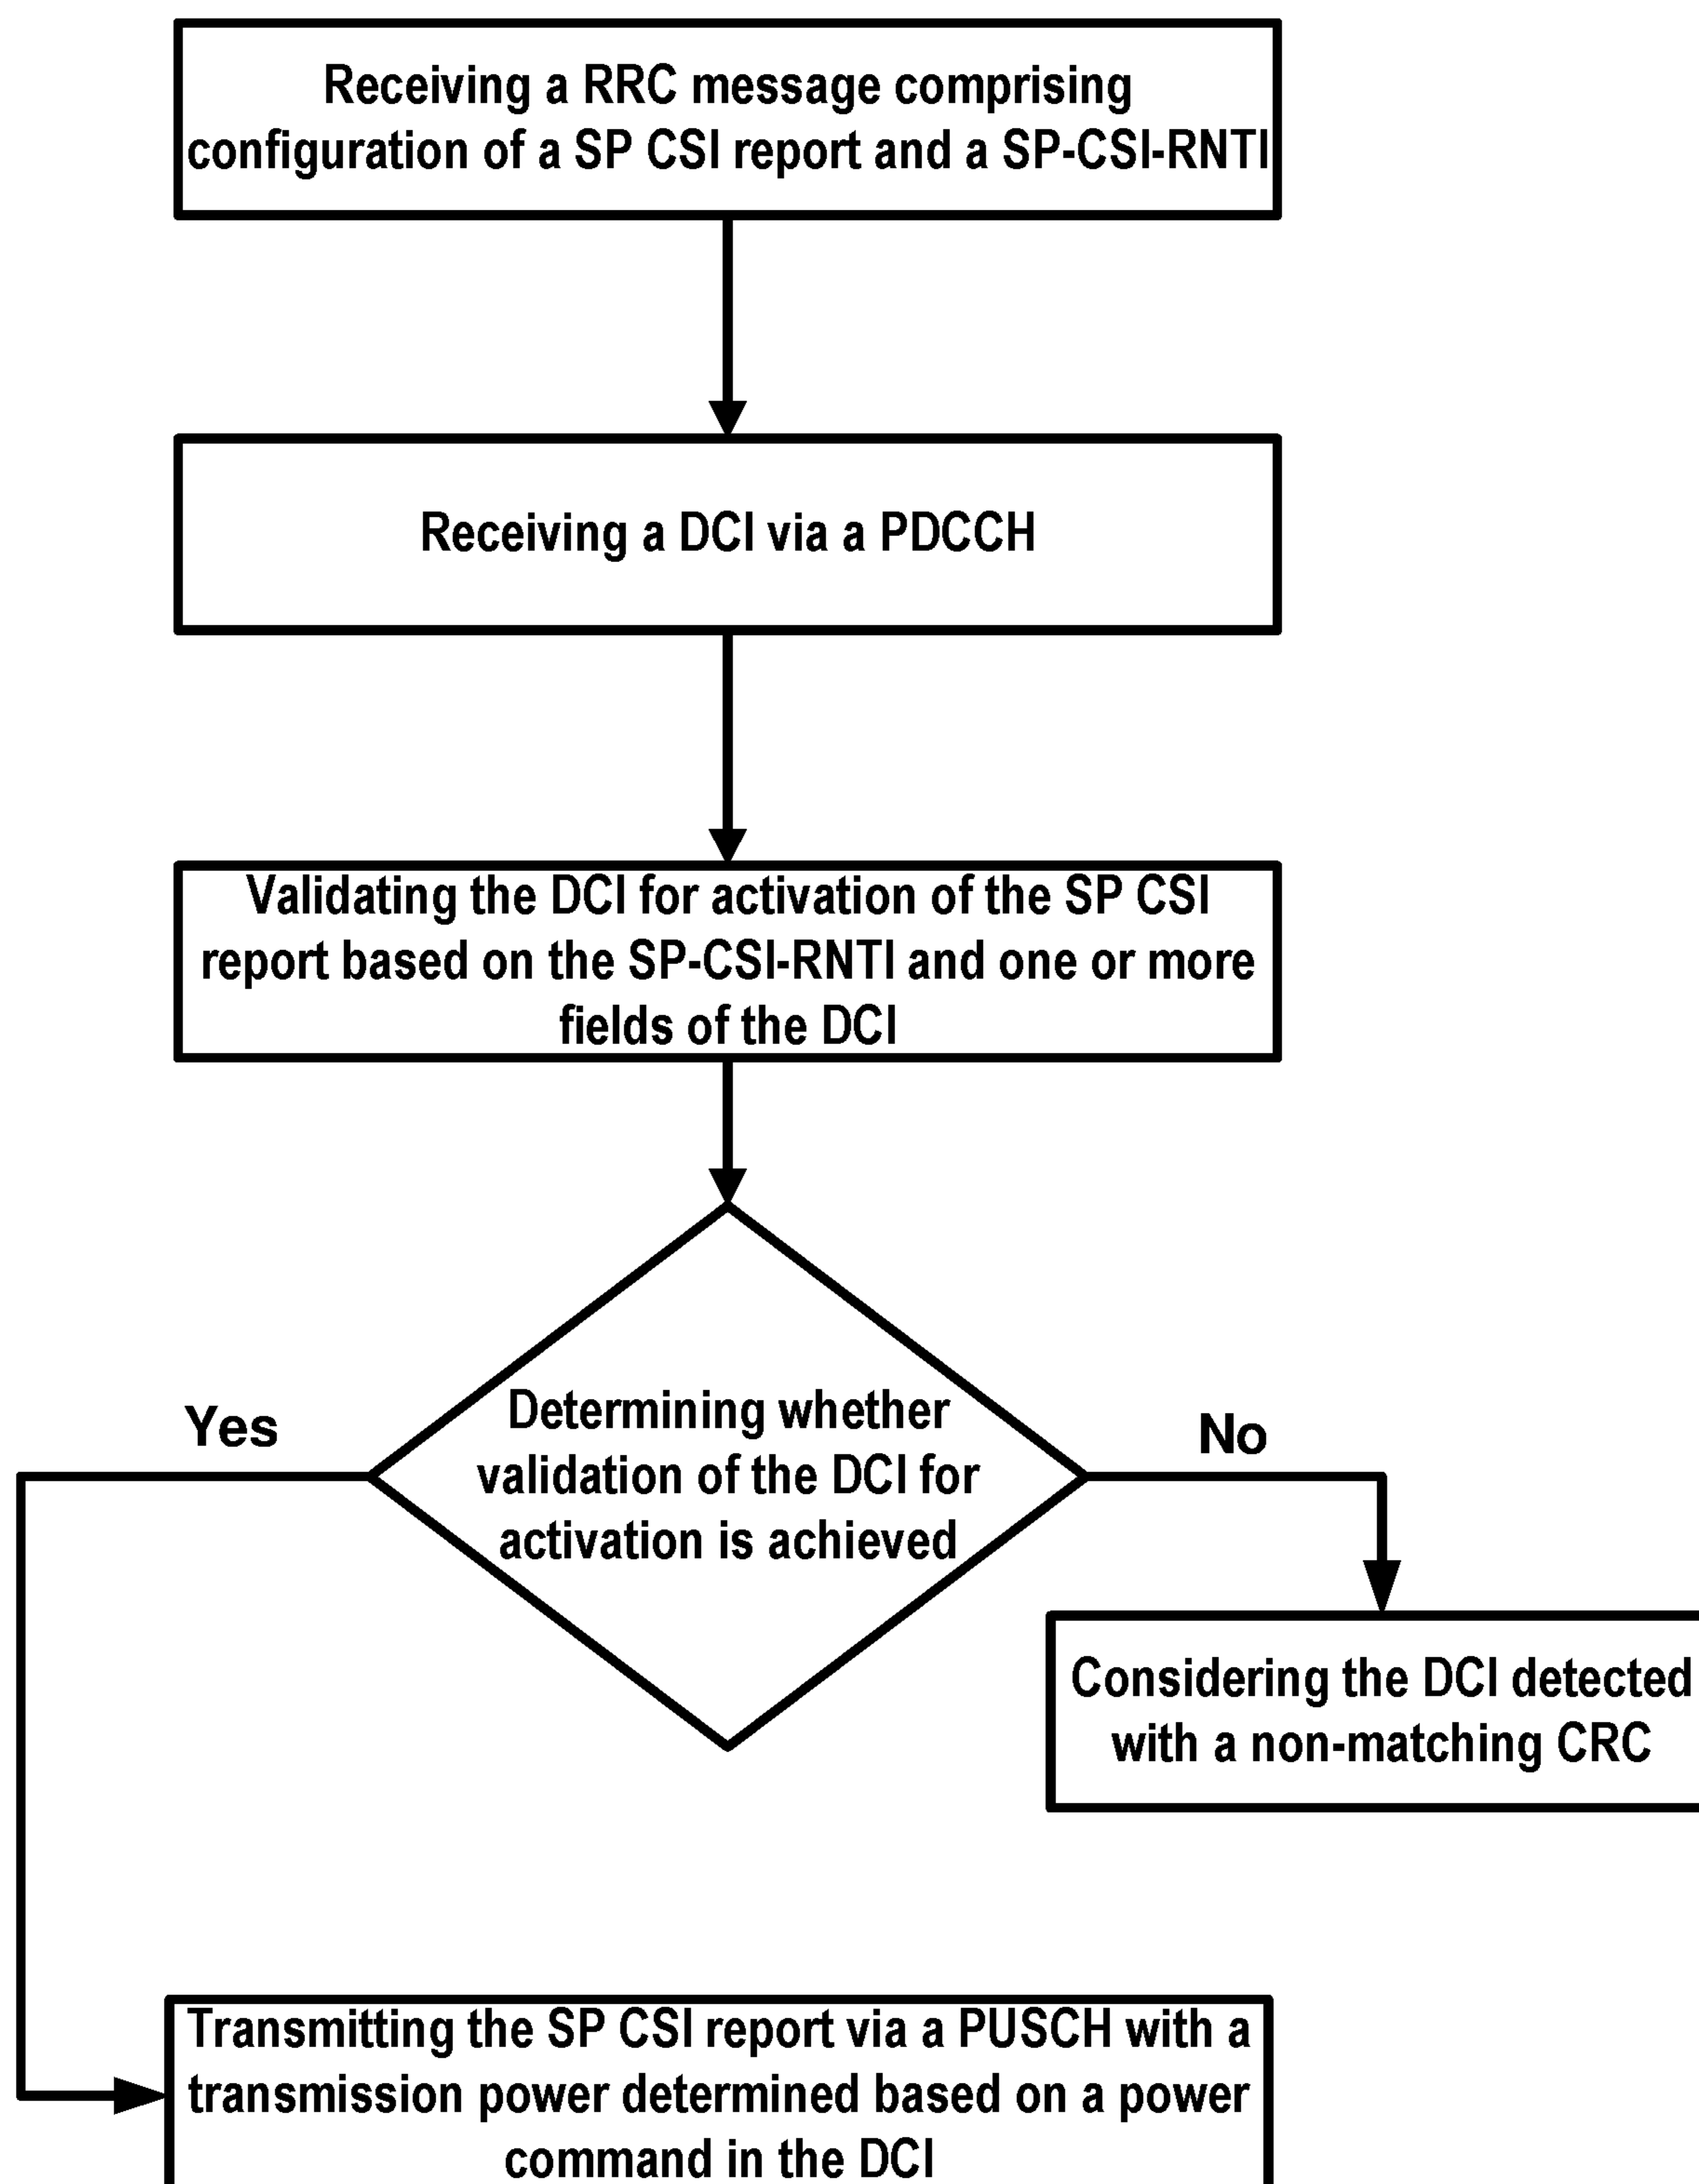 Receiving a RRC message comprising
configuration of a SP CSI report and a SP-CSI-RNTI
Receiving a DCI via a PDCCH
Validating the DCI for activation of the SP CSI
report based on the SP-CSI-RNTI and one or more
fields of the DCI
Determining whether
validation of the DCI for
activation is achieved
Yes
No
Considering the DCI detected
with a non-matching CRC
Transmitting the SP CSI report via a PUSCH with a
transmission power determined based on a power
command in the DCI